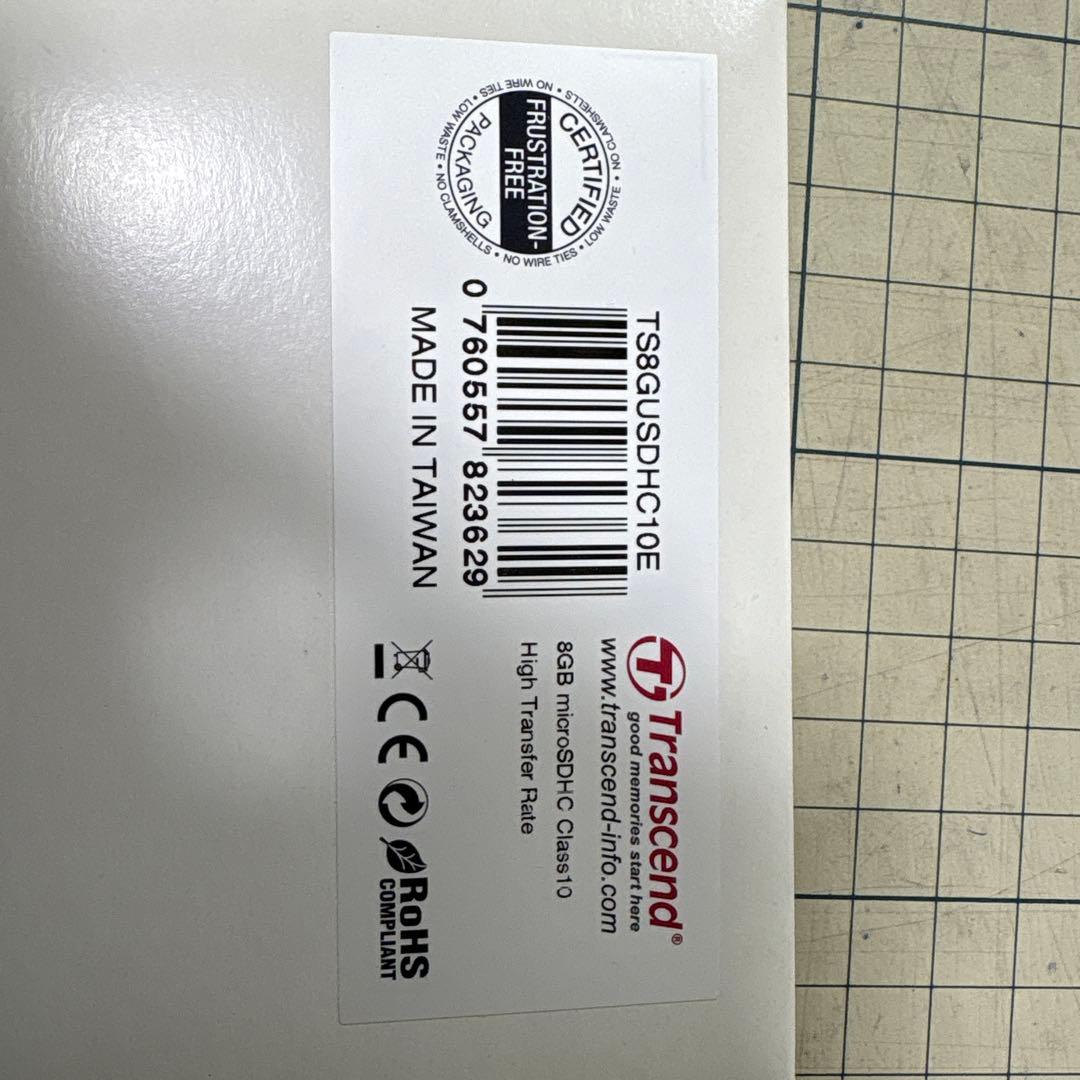 CERTIFIED
FRUSTRATION-
FREE
PACKAGING
NO WIRE TIES • NO CLAMSHELLS • LOW WASTE • NO WIRE TIES • NO CLAMSHELLS • LOW WASTE •
TS8GUSDHC10E
0 760557 823629
MADE IN TAIWAN
Transcend®
good memories start here
www.transcend-info.com
8GB microSDHC Class10
High Transfer Rate
CE
RoHS
COMPLIANT